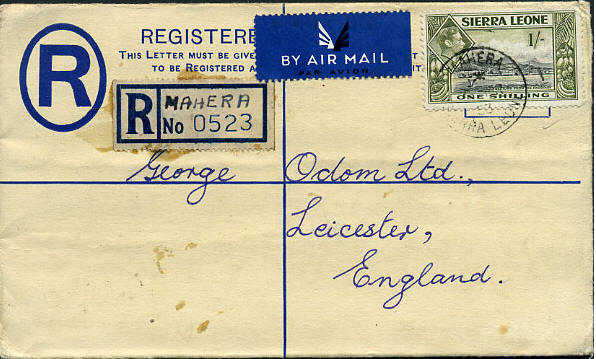 R
REGISTERE
THIS LETTER MUST BE GIVE
TO BE REGISTERED A
BY AIR MAIL
PAR AVION
SIERRA LEONE
1/-
ONE SHILLING
MAHERA
R MAHERA
No 0523
George Odom Ltd.,
Leicester,
England.